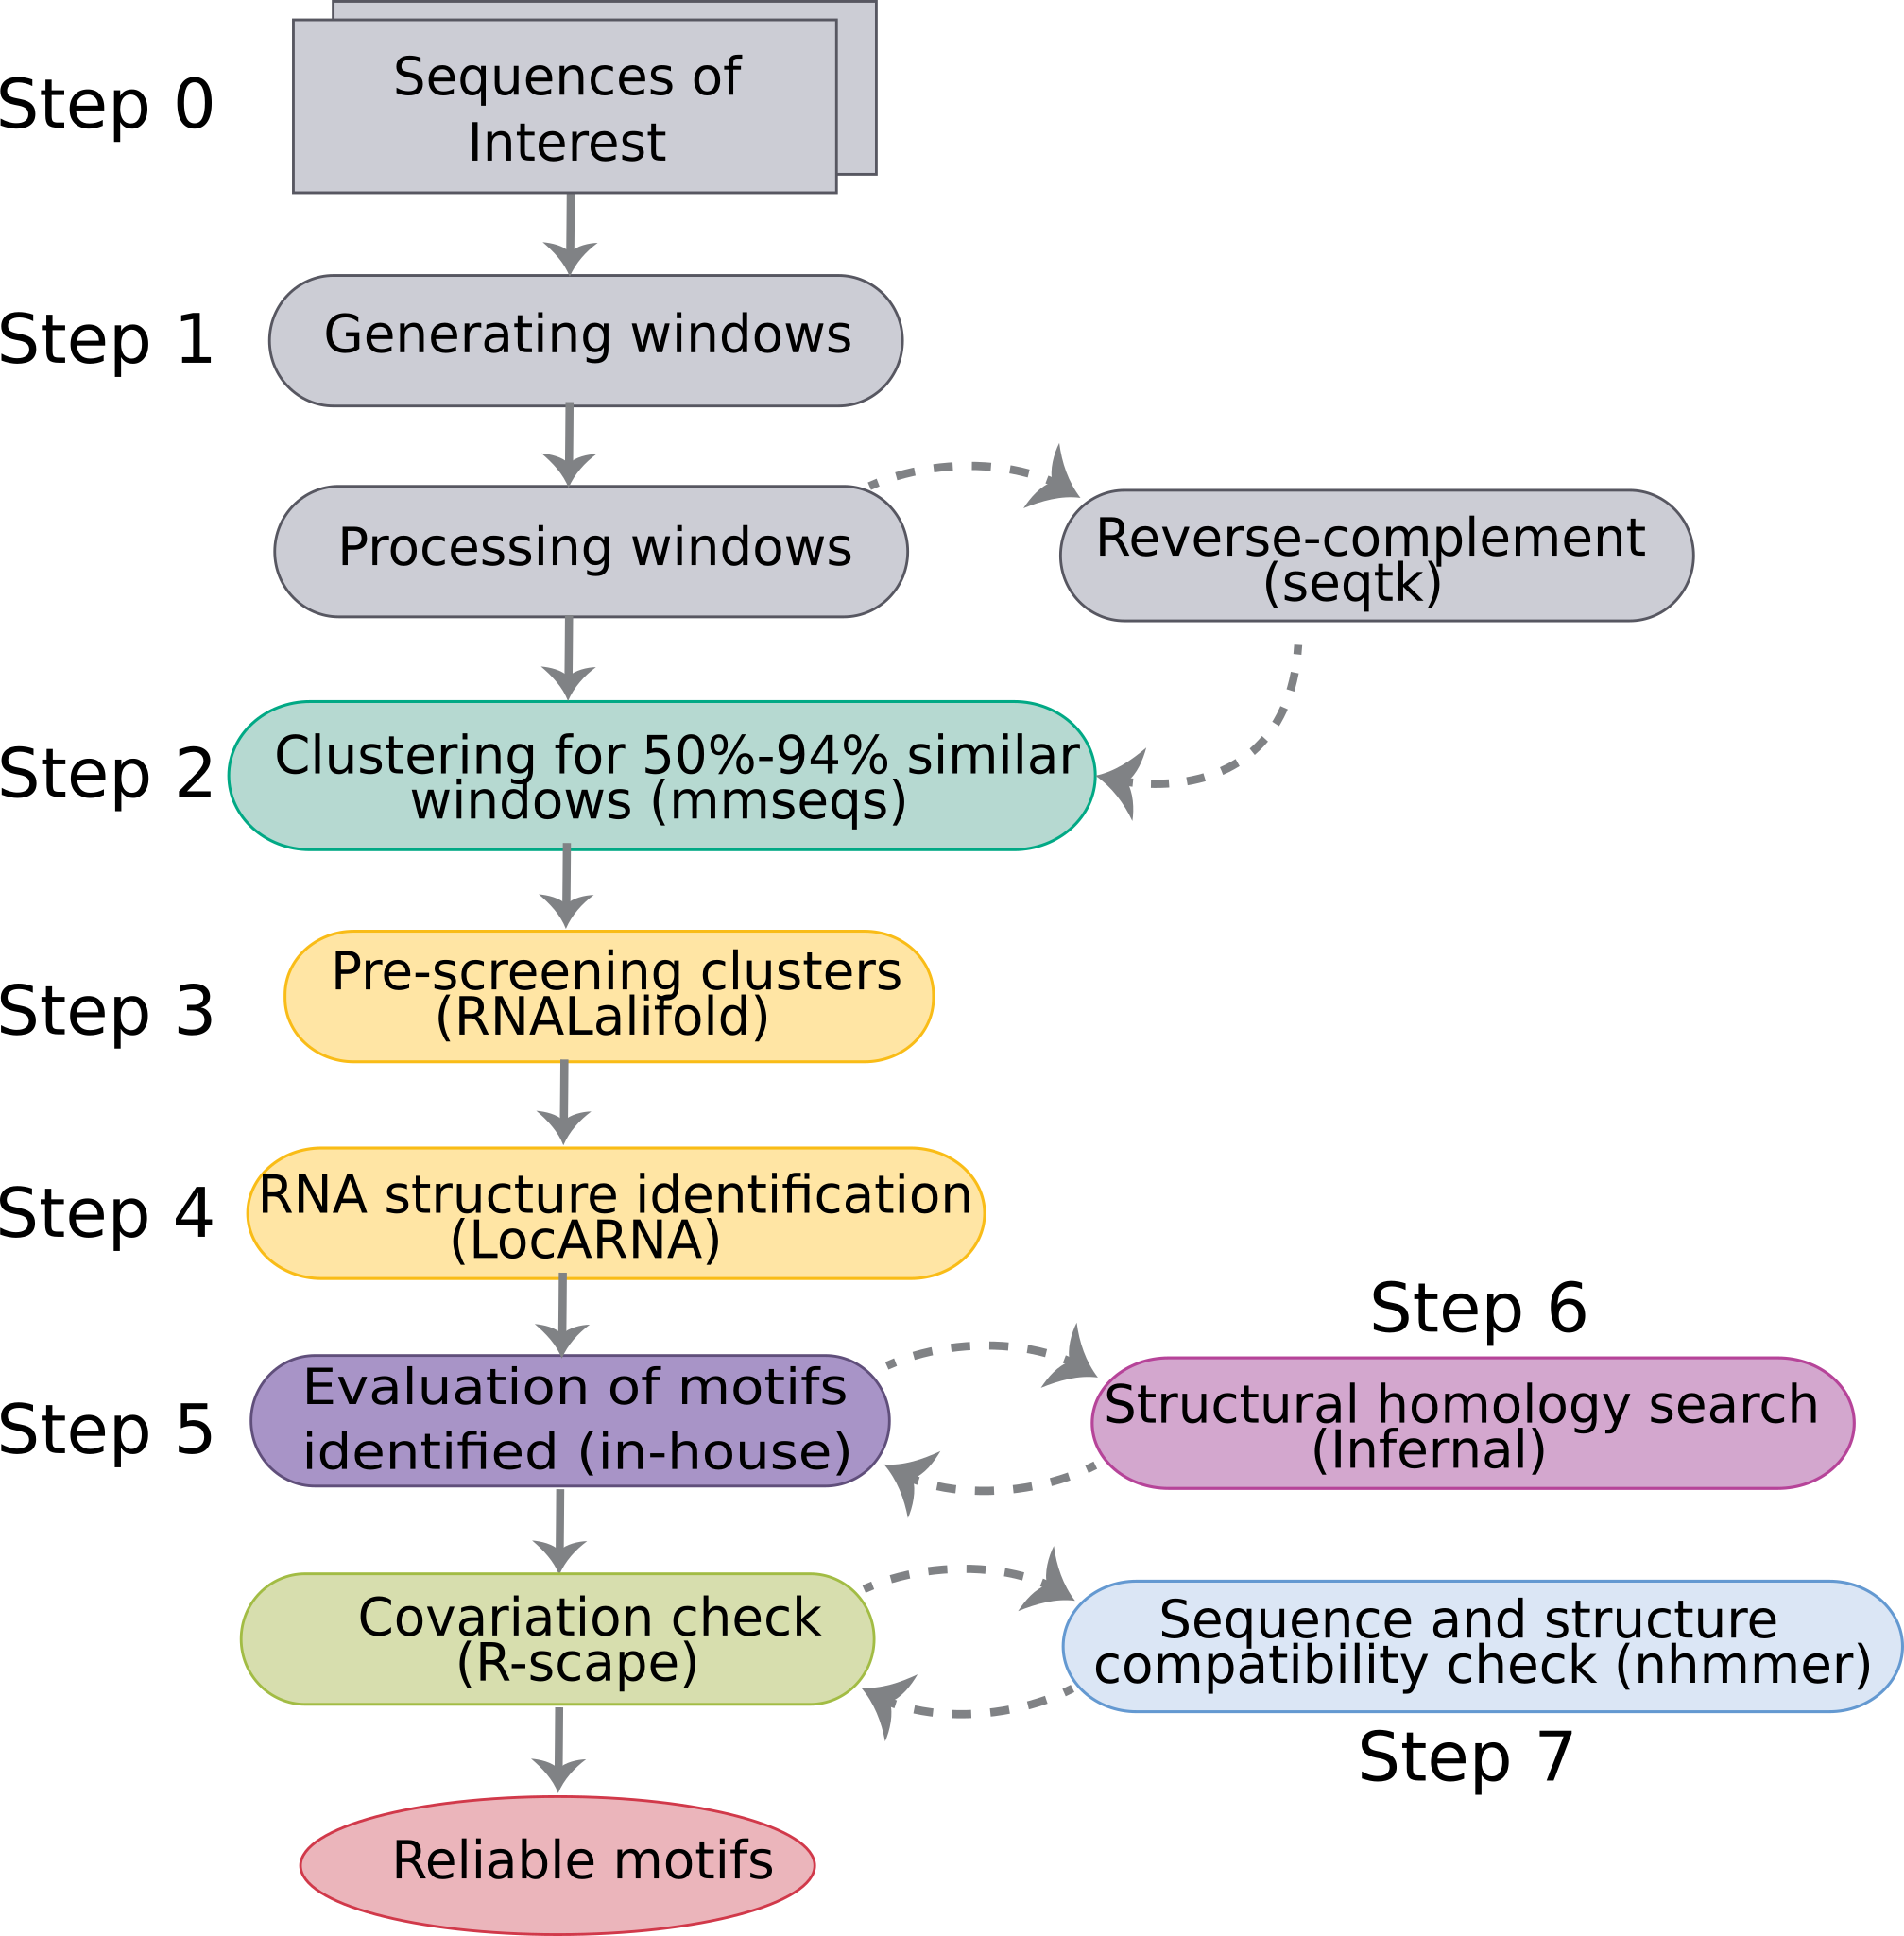 Step 0
Sequences of
Interest
Step 1
Generating windows
Processing windows
Reverse-complement
(seqtk)
Step 2
Clustering for 50%-94% similar
windows (mmseqs)
Step 3
Pre-screening clusters
(RNALalifold)
Step 4
RNA structure identification
(LocARNA)
Step 5
Evaluation of motifs
identified (in-house)
Step 6
Structural homology search
(Infernal)
Covariation check
(R-scape)
Sequence and structure
compatibility check (nhmmer)
Step 7
Reliable motifs